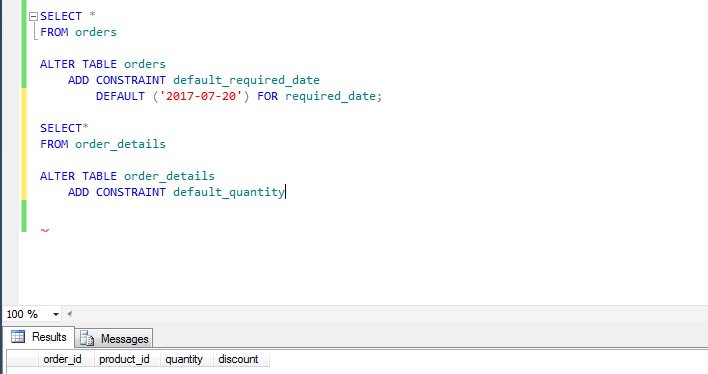 SELECT *
FROM orders
ALTER TABLE orders
ADD CONSTRAINT default_required_date
DEFAULT ('2017-07-20') FOR required_date;
SELECT*
FROM order_details
ALTER TABLE order_details
ADD CONSTRAINT default_quantity
100 %
Results Messages
order_id product_id quantity discount